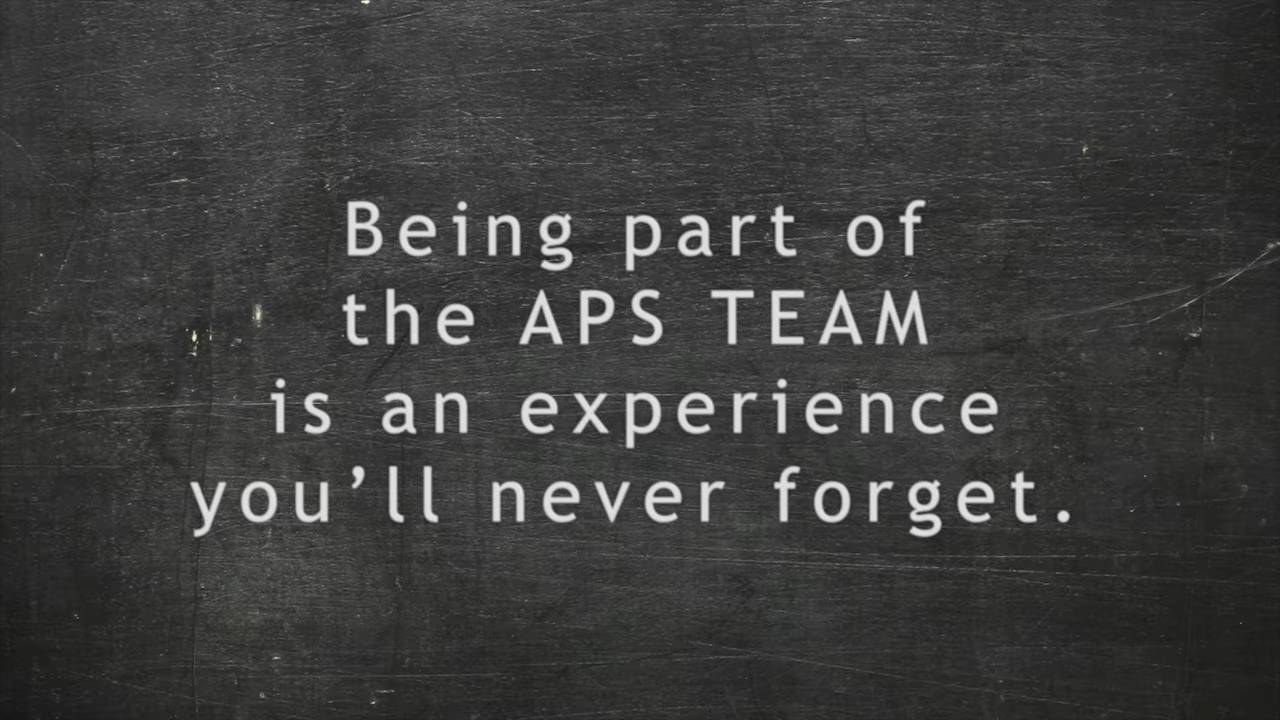 Being part of
the APS TEAM
is an experience
you’ll never forget.